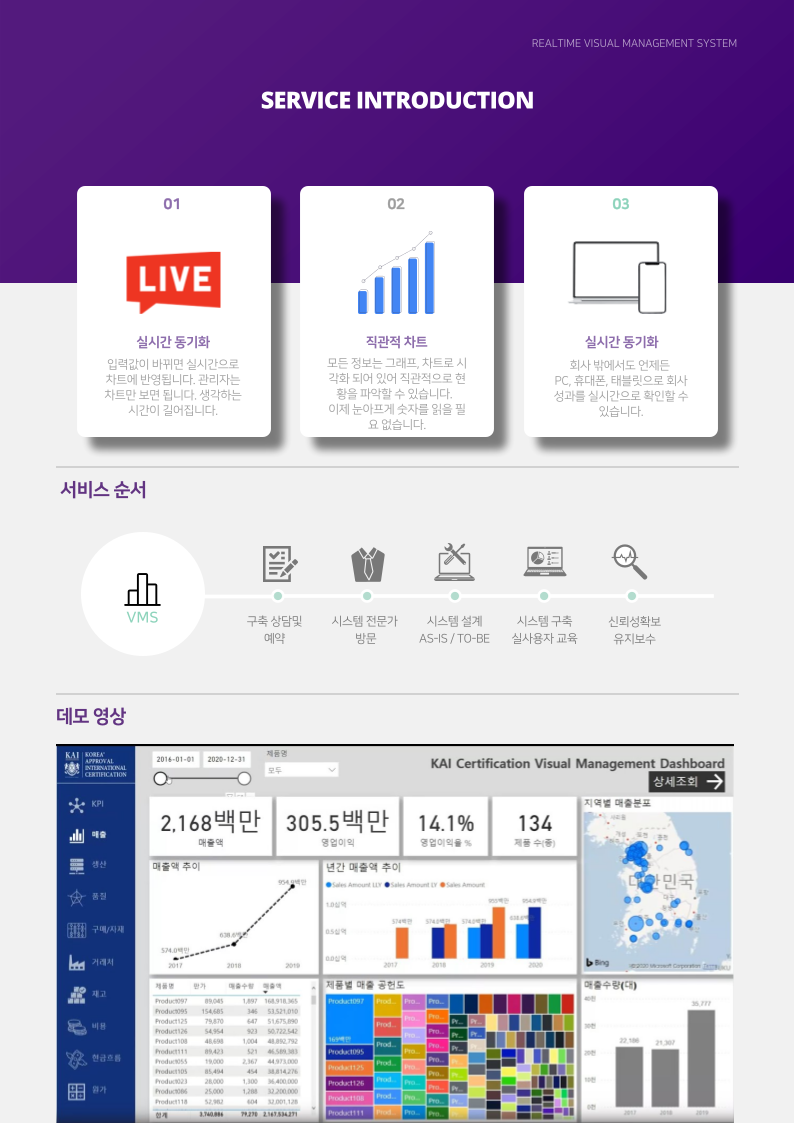 REALTIME VISUAL MANAGEMENT SYSTEM
SERVICE INTRODUCTION
01
LIVE
실시간 동기화
입력값이 바뀌면 실시간으로
차트에 반영됩니다. 관리자는
차트만 보면 됩니다. 생각하는
시간이 길어집니다.
02
직관적 차트
모든 정보는 그래프, 차트로 시
각화 되어 있어 직관적으로 현
황을 파악할 수 있습니다.
이제 눈아프게 숫자를 읽을 필
요 없습니다.
03
실시간 동기화
회사 밖에서도 언제든
PC, 휴대폰, 태블릿으로 회사
성과를 실시간으로 확인할 수
있습니다.
서비스 순서
VMS
구축 상담및
예약
시스템 전문가
방문
시스템 설계
AS-IS / TO-BE
시스템 구축
실사용자 교육
신뢰성확보
유지보수
데모 영상
KAI
KOREA'
APPROVAL
INTERNATIONAL
CERTIFICATION
KPI
매출
생산
품질
구매/자재
거래처
재고
비용
현금흐름
원가
2016-01-01
2020-12-31
제품명
모두
KAI Certification Visual Management Dashboard
상세조회
2,168백만
매출액
305.5백만
영업이익
14.1%
영업이익율 %
134
제품 수(종)
지역별 매출분포
대한민국
Bing
매출액 추이
954.9백만
638.6백만
574.0백만
2017 2018 2019
년간 매출액 추이
Sales Amount LLY Sales Amount LY Sales Amount
1.0십억
0.5십억
0.0십억
574백만
574.0백만
574.0백만
955백만
638.6백만
954.9백만
2017 2018 2019 2020
제품명 단가 매출수량 매출액
Product097 89,045 1,897 168,918,365
Product095 154,685 346 53,521,010
Product125 79,870 647 51,675,890
Product126 54,954 923 50,722,542
Product108 48,698 1,004 48,892,792
Product111 89,423 521 46,589,383
Product055 19,000 2,367 44,973,000
Product105 85,494 454 38,814,276
Product023 28,000 1,300 36,400,000
Product086 25,000 1,288 32,200,000
Product118 52,982 604 32,001,128
합계 3,760,886 79,270 2,167,534,271
제품별 매출 공헌도
Product097
169백만
Product095
Product125
Product126
Product108
Product111
Prod...
Prod...
Prod...
Prod...
Prod...
Prod...
Pro...
Pro...
Pro...
Pro...
Pro...
Pro...
매출수량(대)
40천
30천
20천
10천
0천
22,186
21,307
35,777
2017 2018 2019